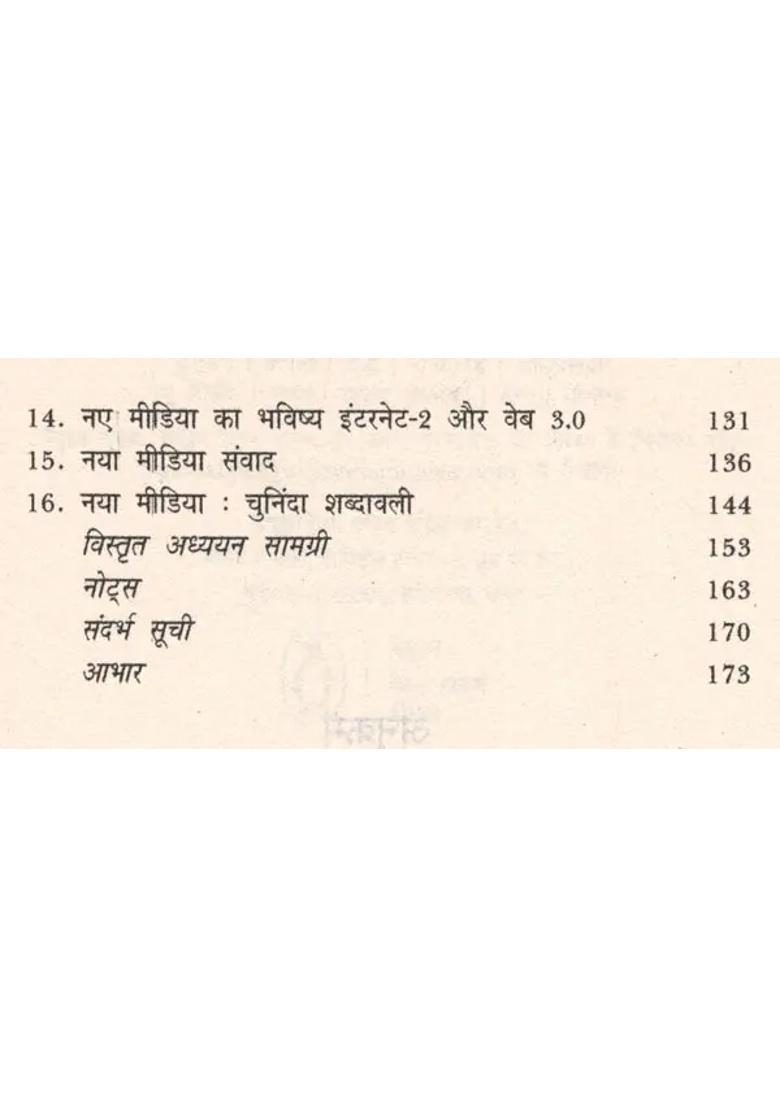 14. नए मीडिया का भविष्य इंटरनेट-2 और वेब 3.0 131
15. नया मीडिया संवाद 136
16. नया मीडिया : चुनिंदा शब्दावली 144
विस्तृत अध्ययन सामग्री 153
नोट्स 163
संदर्भ सूची 170
आभार 173